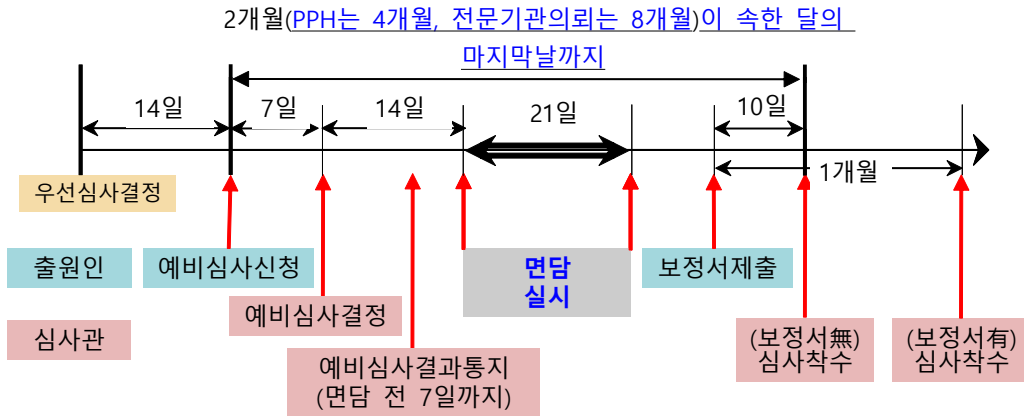 2개월(PPH는 4개월, 전문기관의뢰는 8개월)이 속한 달의
마지막날까지
14일
7일
14일
21일
10일
1개월
우선심사결정
출원인
예비심사신청
면담
실시
보정서제출
예비심사결정
심사관
(보정서無)
심사착수
(보정서有)
심사착수
예비심사결과통지
(면담 전 7일까지)